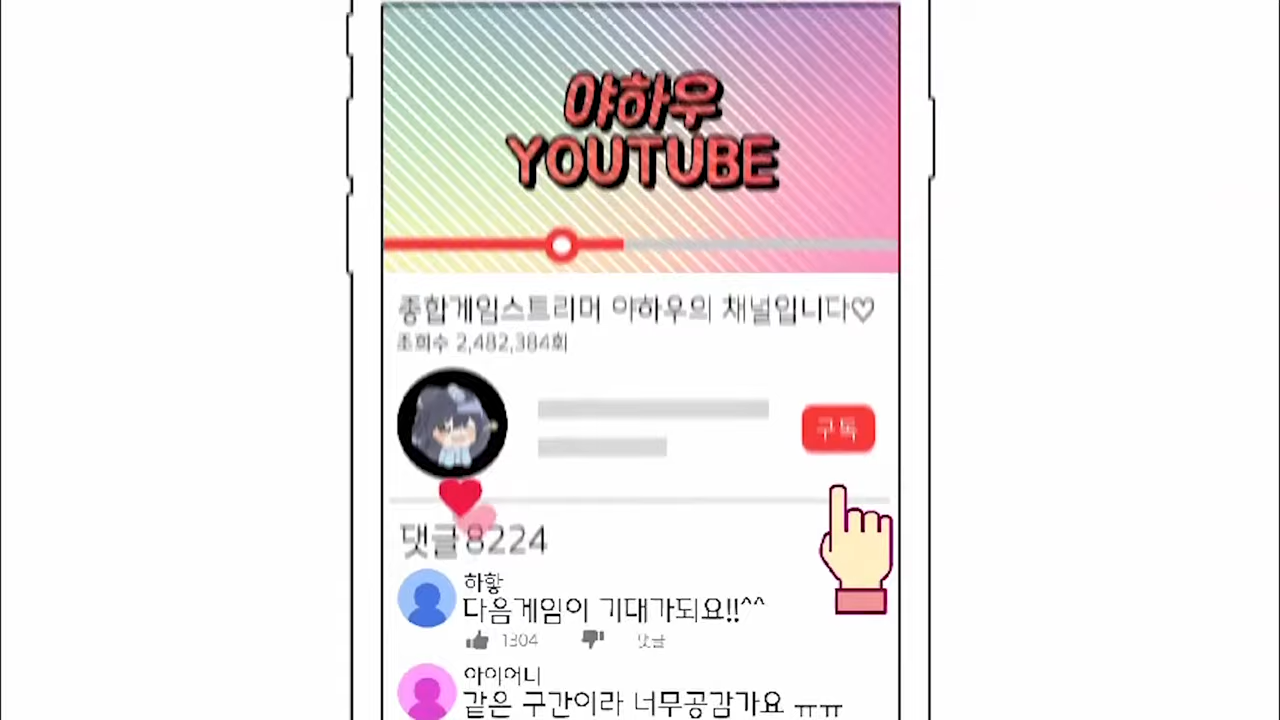 야하우
YOUTUBE
종합게임스트리머 야하우의 채널입니다♡
조회수 2,482,384회
구독
댓글 8224
하핳
다음게임이 기대가되요!!^^
1304
댓글
아이어니
같은 구간이라 너무공감가요 ㅠㅠ